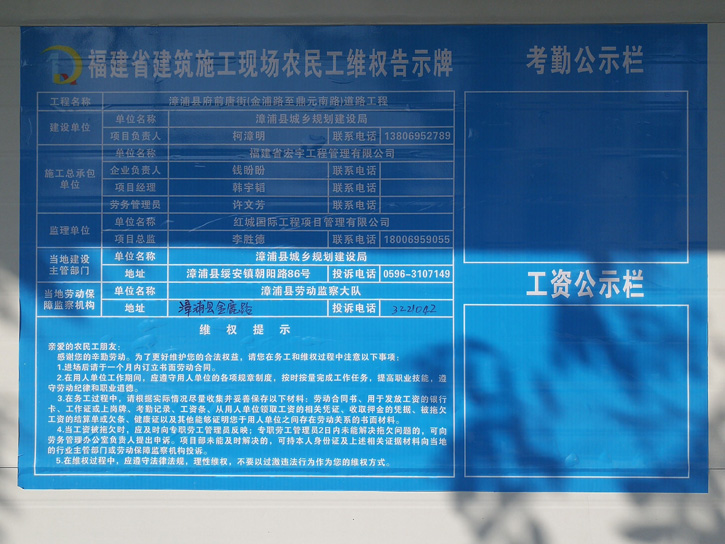 福建省建筑施工现场农民工维权告示牌
考勤公示栏
工程名称 漳浦县府前唐街(金浦路至鼎元南路)道路工程
建设单位 单位名称 漳浦县城乡规划建设局
项目负责人 柯漳明 联系电话 13806952789
施工总承包单位 单位名称 福建省宏宇工程管理有限公司
企业负责人 钱盼盼 联系电话
项目经理 韩宇韬 联系电话
劳务管理员 许文芳 联系电话
监理单位 单位名称 红城国际工程项目管理有限公司
项目总监 李胜德 联系电话 18006959055
当地建设主管部门 单位名称 漳浦县城乡规划建设局
地址 漳浦县绥安镇朝阳路86号 投诉电话 0596-3107149
当地劳动保障监察机构 单位名称 漳浦县劳动监察大队
地址 漳浦县金鹿路 投诉电话 3221082
工资公示栏
维权提示
亲爱的农民工朋友:
感谢您的辛勤劳动。为了更好维护您的合法权益,请您在务工和维权过程中注意以下事项:
1.进场后请于一个月内订立书面劳动合同。
2.在用人单位工作期间,应遵守用人单位的各项规章制度,按时按量完成工作任务,提高职业技能,遵
守劳动纪律和职业道德。
3.在务工过程中,请根据实际情况尽量收集并妥善保存以下材料:劳动合同书、用于发放工资的银行
卡、工作证或上岗牌、考勤记录、工资条、从用人单位领取工资的相关凭证、收取押金的凭据、被拖欠
工资的结算单或欠条、健康证以及其他能够证明您于用人单位之间存在劳动关系的书面材料。
4.当工资被拖欠时,应及时向专职劳工管理员反映;专职劳工管理员2日内未能解决拖欠问题的,可向
劳务管理办公室负责人提出申诉。项目部未能及时解决的,可持本人身份证及上述相关证据材料向当地
的行业主管部门或劳动保障监察机构投诉。
5.在维权过程中,应遵守法律法规,理性维权,不要以过激违法行为作为您的维权方式。